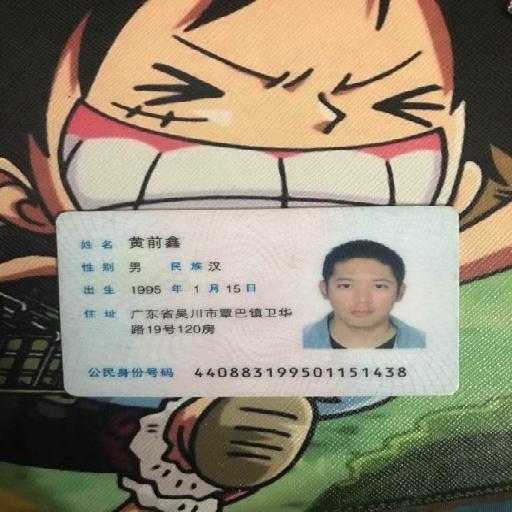 姓名 黄前鑫
性别 男 民族 汉
出生 1995 年 1 月 15 日
住址 广东省吴川市覃巴镇卫华
路19号120房
公民身份号码 440883199501151438